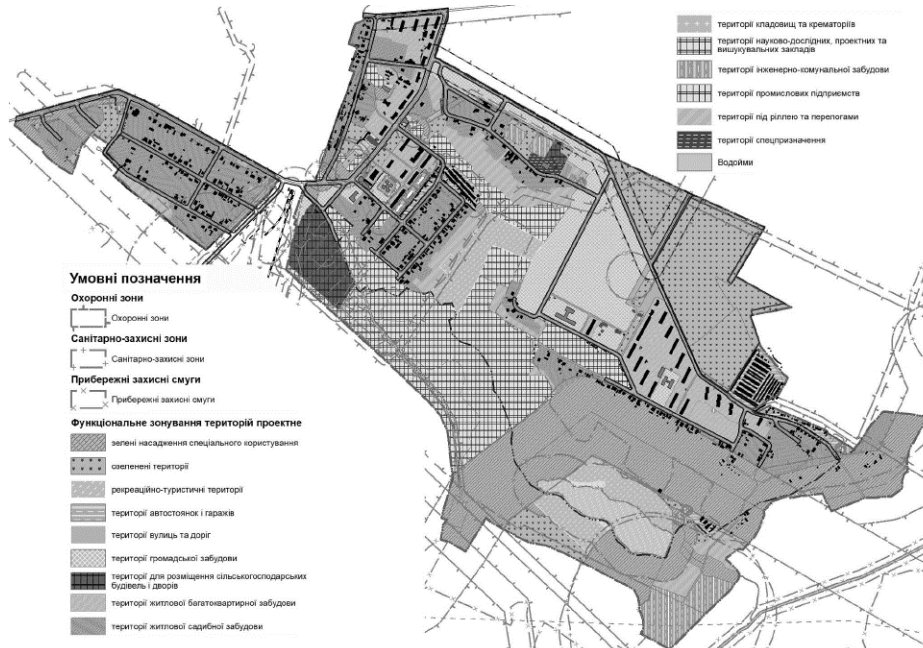 території кладовищ та крематоріїв
території науково-дослідних, проектних та
вишукувальних закладів
території інженерно-комунальної забудови
території промислових підприємств
території під ріллею та перелогами
території спецпризначення
Водойми
Умовні позначення
Охоронні зони
Охоронні зони
Санітарно-захисні зони
Санітарно-захисні зони
Прибережні захисні смуги
Прибережні захисні смуги
Функціональне зонування територій проектне
зелені насадження спеціального користування
озеленені території
рекреаційно-туристичні території
території автостоянок і гаражів
території вулиць та доріг
території громадської забудови
території для розміщення сільськогосподарських
будівель і дворів
території житлової багатоквартирної забудови
території житлової садибної забудови